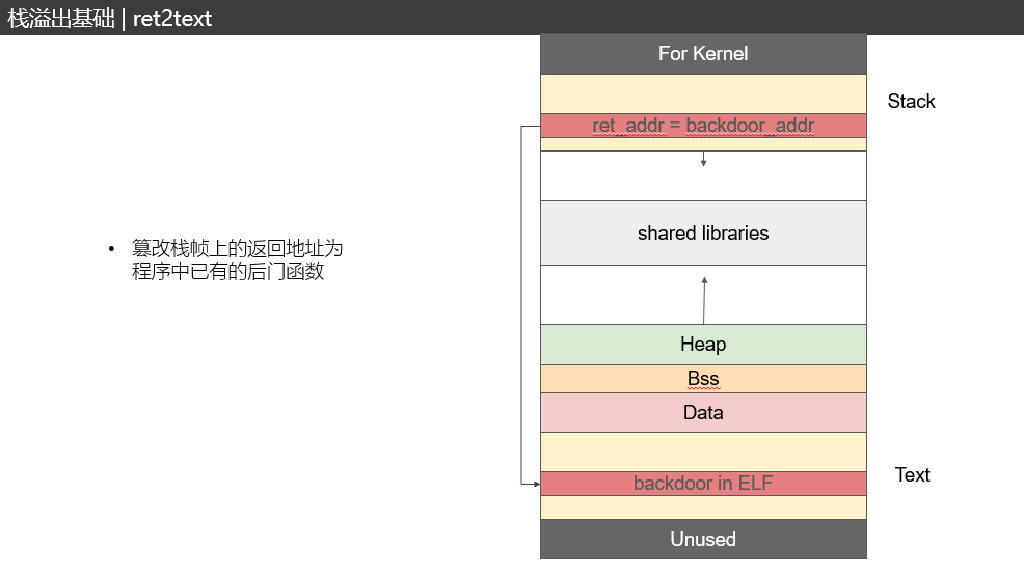 栈溢出基础 | ret2text
For Kernel
Stack
ret_addr = backdoor_addr
shared libraries
• 篡改栈帧上的返回地址为
程序中已有的后门函数
Heap
Bss
Data
Text
backdoor in ELF
Unused